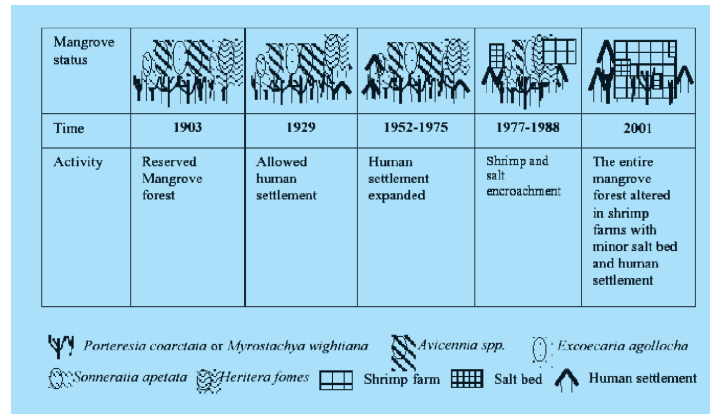 Mangrove
status
Time
1903
1929
1952-1975
1977-1988
2001
Activity
Reserved
Mangrove
forest
Allowed
human
settlement
Human
settlement
expanded
Shrimp and
salt
encroachment
The entire
mangrove
forest altered
in shrimp
farms with
minor salt bed
and human
settlement
Porteresia coarctata or Myrostachya wightiana
Avicennia spp.
Excoecaria agollocha
Sonneratia apetata
Heritera fomes
Shrimp farm
Salt bed
Human settlement